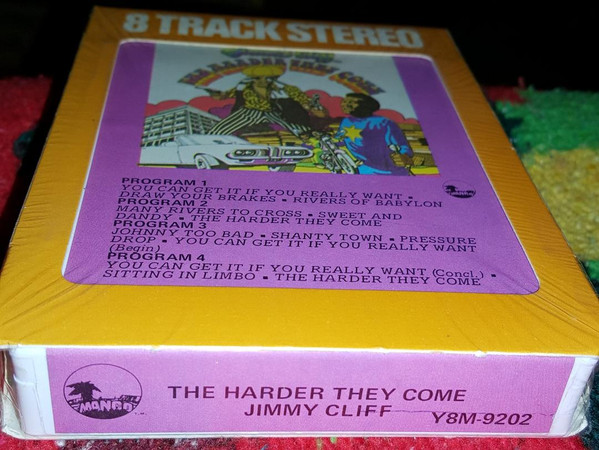 8 TRACK STEREO
THE HARDER THEY COME
PROGRAM 1
YOU CAN GET IT IF YOU REALLY WANT •
DRAW YOUR BRAKES • RIVERS OF BABYLON
PROGRAM 2
MANY RIVERS TO CROSS • SWEET AND
DANDY • THE HARDER THEY COME
PROGRAM 3
JOHNNY TOO BAD • SHANTY TOWN • PRESSURE
DROP • YOU CAN GET IT IF YOU REALLY WANT
(Begin)
PROGRAM 4
YOU CAN GET IT IF YOU REALLY WANT (Concl.) •
SITTING IN LIMBO • THE HARDER THEY COME
MANGO
THE HARDER THEY COME
JIMMY CLIFF
Y8M-9202